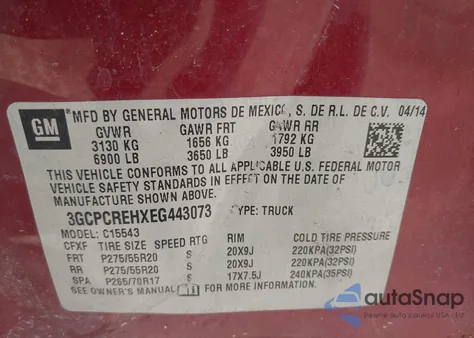 GM
MFD BY GENERAL MOTORS DE MEXICO, S. DE R.L. DE C.V. 04/14
GVWR GAWR FRT GAWR RR
3130 KG 1656 KG 1792 KG
6900 LB 3650 LB 3950 LB
THIS VEHICLE CONFORMS TO ALL APPLICABLE U.S. FEDERAL MOTOR
VEHICLE SAFETY STANDARDS IN EFFECT ON THE DATE OF
MANUFACTURE SHOWN ABOVE.
3GCPCREHXEG443073 TYPE: TRUCK
MODEL: C15543
CFXF TIRE SIZE SPEED RTG RIM COLD TIRE PRESSURE
FRT P275/55R20 S 20X9J 220KPA(32PSI)
RR P275/55R20 S 20X9J 220KPA(32PSI)
SPA P265/70R17 S 17X7.5J 240KPA(35PSI)
SEE OWNER'S MANUAL FOR MORE INFORMATION.
autoSnap